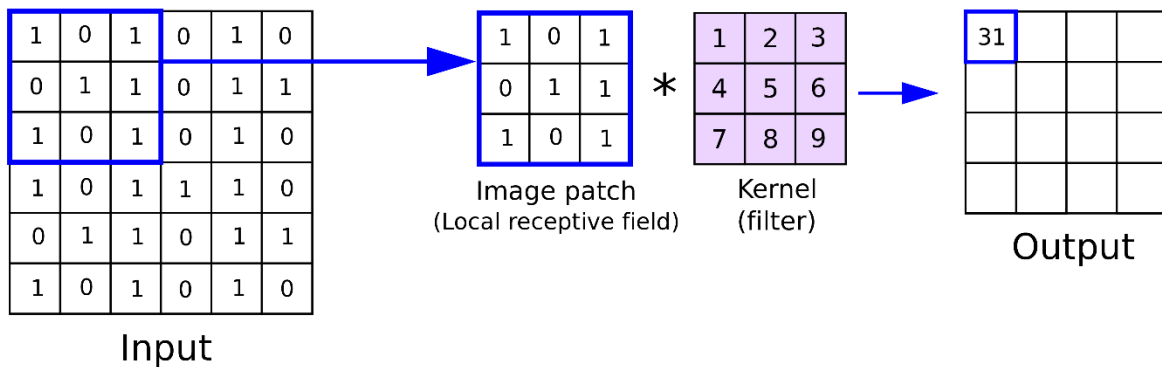 1 0 1 0 1 0
0 1 1 0 1 1
1 0 1 0 1 0
1 0 1 1 1 0
0 1 1 0 1 1
1 0 1 0 1 0
Input
1 0 1
0 1 1
1 0 1
Image patch
(Local receptive field)
*
1 2 3
4 5 6
7 8 9
Kernel
(filter)
31
Output